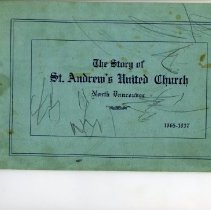 The Story of
St. Andrew's United Church
North Vancouver
1865-1937